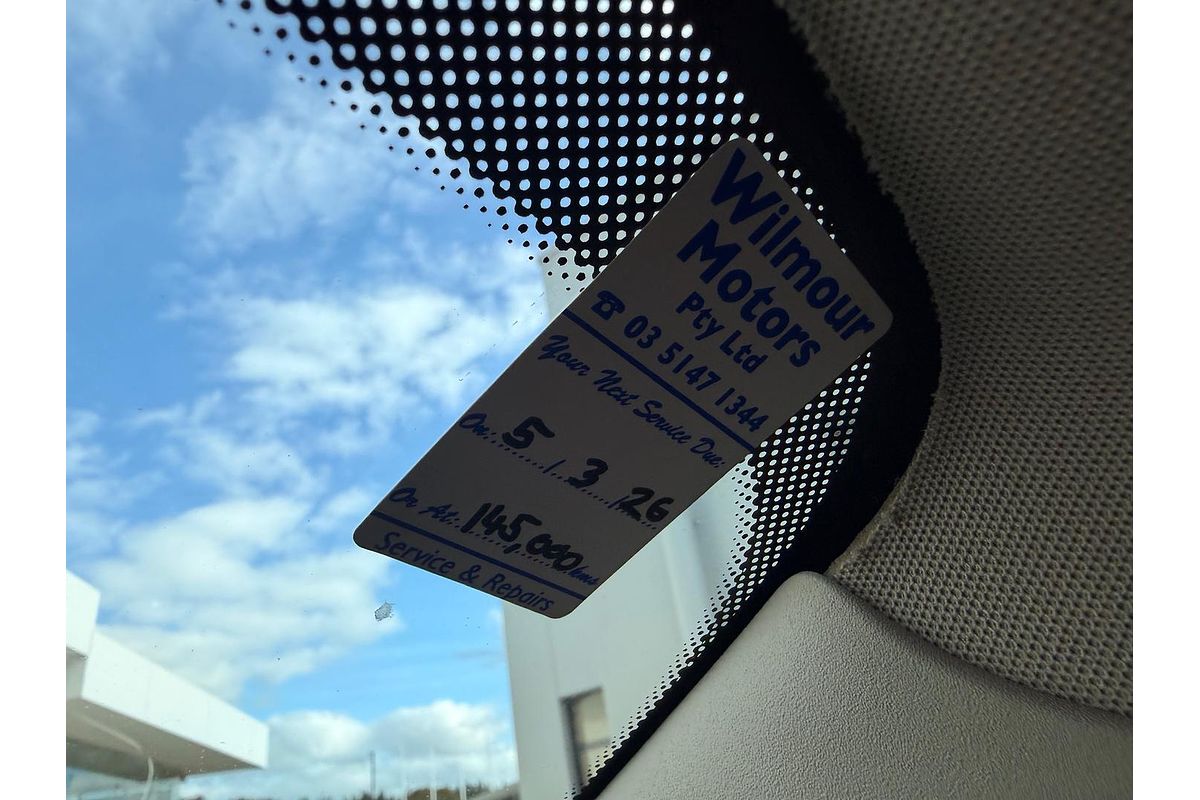 Wilmour
Motors
Pty Ltd
☎ 03 5147 1344
Your Next Service Due:
On 5 / 3 / 26
Or At: 145,000 kms
Service & Repairs